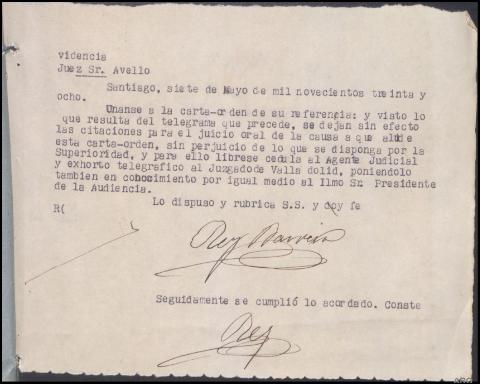 videncia
Juez Sr. Avello
Santiago, siete de Mayo de mil novecientos treinta y
ocho.
Unanse a la carta-orden de su referencia: y visto lo
que resulta del telegrama que precede, se dejan sin efecto
las citaciones para el juicio oral de la causa a que alude
esta carta-orden, sin perjuicio de lo que se disponga por la
Superioridad, y para ello librese cedula al Agente Judicial
y exhorto telegrafico al Juzgado de Valla dolid, poniendolo
tambien en conocimiento por igual medio al Ilmo Sr. Presidente
de la Audiencia.
Lo dispuso y rubrica S.S. y doy fe
R(
Rey
Seguidamente se cumplió lo acordado. Conste
Rey